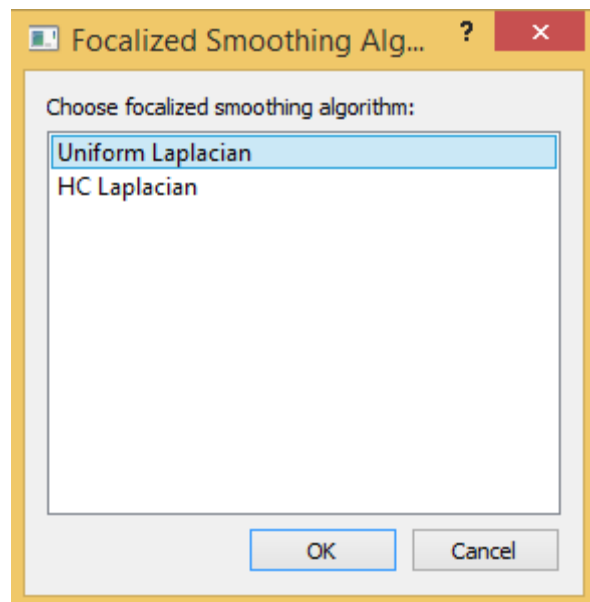 Focalized Smoothing Alg... ? ×
Choose focalized smoothing algorithm:
Uniform Laplacian
HC Laplacian
OK Cancel